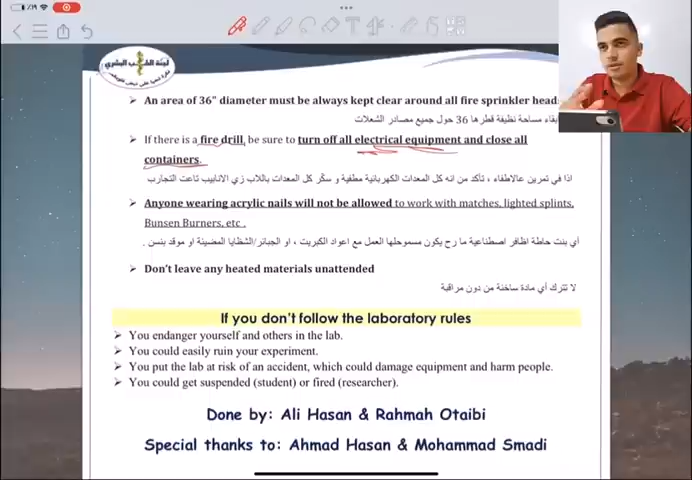 لجنة الطب البشري
An area of 36" diameter must be always kept clear around all fire sprinkler head
بقاء مساحة نظيفة قطرها 36 حول جميع مصادر الشعلات
If there is a fire drill, be sure to turn off all electrical equipment and close all
containers.
اذا في تمرين عالاطفاء ، تأكد من انه كل المعدات الكهربائية مطفية و سكّر كل المعدات باللاب زي الانابيب تاعت التجارب
Anyone wearing acrylic nails will not be allowed to work with matches, lighted splints,
Bunsen Burners, etc .
أي بنت حاطة اظافر اصطناعية ما رح يكون مسموحلها العمل مع اعواد الكبريت ، او الجبائر/الشظايا المضيئة او موقد بنسن .
Don't leave any heated materials unattended
لا تترك أي مادة ساخنة من دون مراقبة
If you don't follow the laboratory rules
You endanger yourself and others in the lab.
You could easily ruin your experiment.
You put the lab at risk of an accident, which could damage equipment and harm people.
You could get suspended (student) or fired (researcher).
Done by: Ali Hasan & Rahmah Otaibi
Special thanks to: Ahmad Hasan & Mohammad Smadi